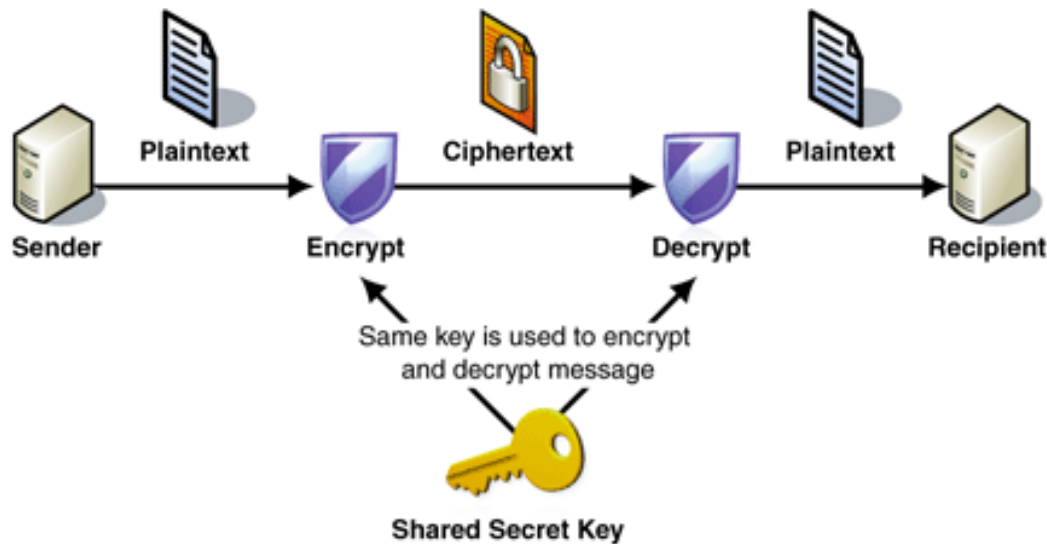 Plaintext
Ciphertext
Plaintext
Sender
Encrypt
Decrypt
Recipient
Same key is used to encrypt
and decrypt message
Shared Secret Key